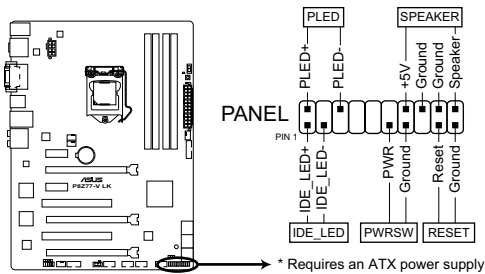 PLED
SPEAKER
PLED+
PLED-
+5V
Ground
Ground
Speaker
PANEL
PIN 1
IDE_LED+
IDE_LED-
PWR
Ground
Reset
Ground
IDE_LED
PWRSW
RESET
* Requires an ATX power supply
ASUS
P8Z77-V LK